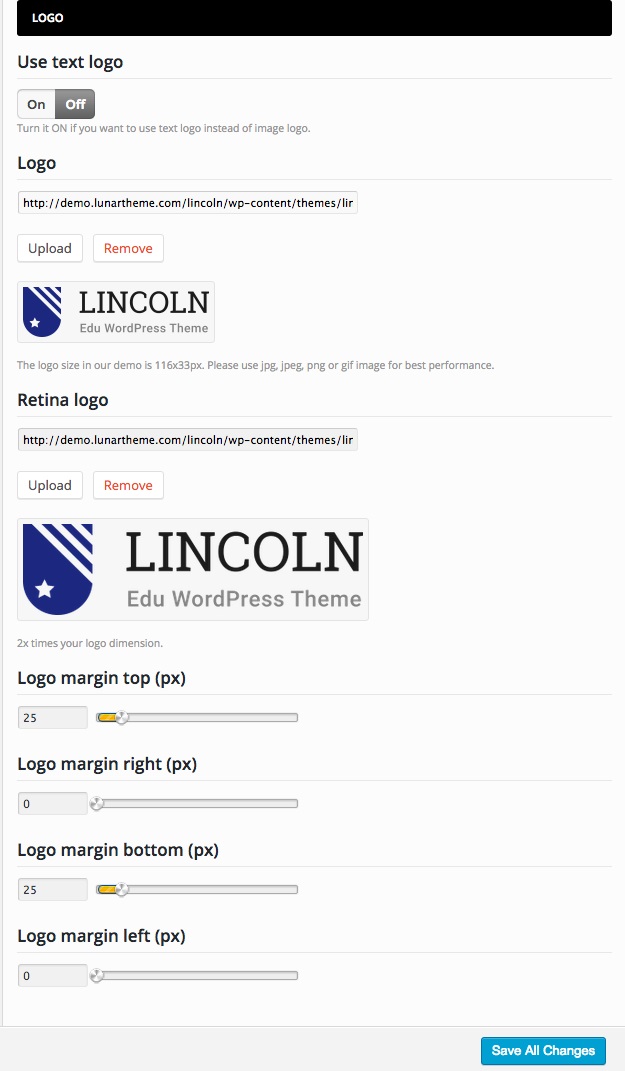 LOGO
Use text logo
On Off
Turn it ON if you want to use text logo instead of image logo.
Logo
http://demo.lunartheme.com/lincoln/wp-content/themes/lir
Upload Remove
LINCOLN
Edu WordPress Theme
The logo size in our demo is 116x33px. Please use jpg, jpeg, png or gif image for best performance.
Retina logo
http://demo.lunartheme.com/lincoln/wp-content/themes/lir
Upload Remove
LINCOLN
Edu WordPress Theme
2x times your logo dimension.
Logo margin top (px)
25
Logo margin right (px)
0
Logo margin bottom (px)
25
Logo margin left (px)
0
Save All Changes